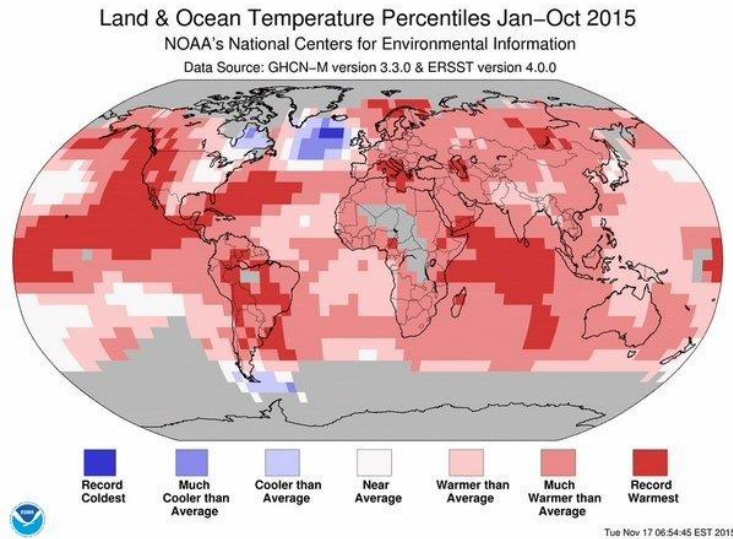 Land & Ocean Temperature Percentiles Jan–Oct 2015
NOAA's National Centers for Environmental Information
Data Source: GHCN–M version 3.3.0 & ERSST version 4.0.0
Record
Coldest
Much
Cooler than
Average
Cooler than
Average
Near
Average
Warmer than
Average
Much
Warmer than
Average
Record
Warmest
NOAA
Tue Nov 17 06:54:45 EST 2015